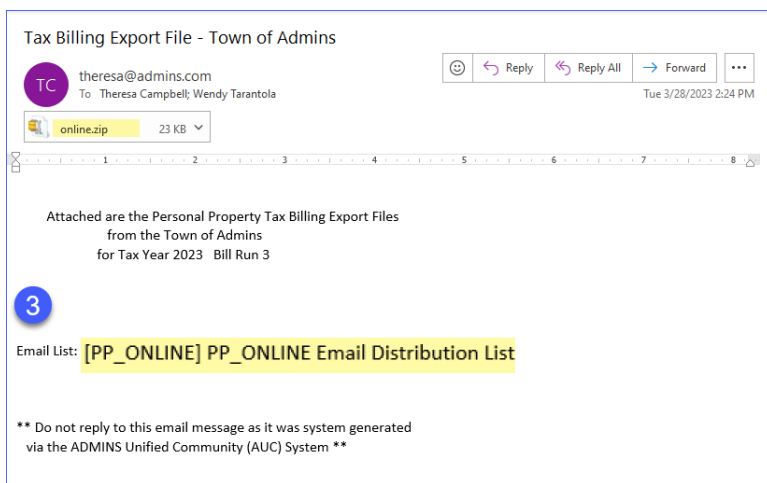 Tax Billing Export File - Town of Admins
TC
theresa@admins.com
To Theresa Campbell; Wendy Tarantola
Reply
Reply All
Forward
Tue 3/28/2023 2:24 PM
online.zip 23 KB
1 2 3 4 5 6 7 8
Attached are the Personal Property Tax Billing Export Files
from the Town of Admins
for Tax Year 2023 Bill Run 3
3
Email List: [PP_ONLINE] PP_ONLINE Email Distribution List
** Do not reply to this email message as it was system generated
via the ADMINS Unified Community (AUC) System **